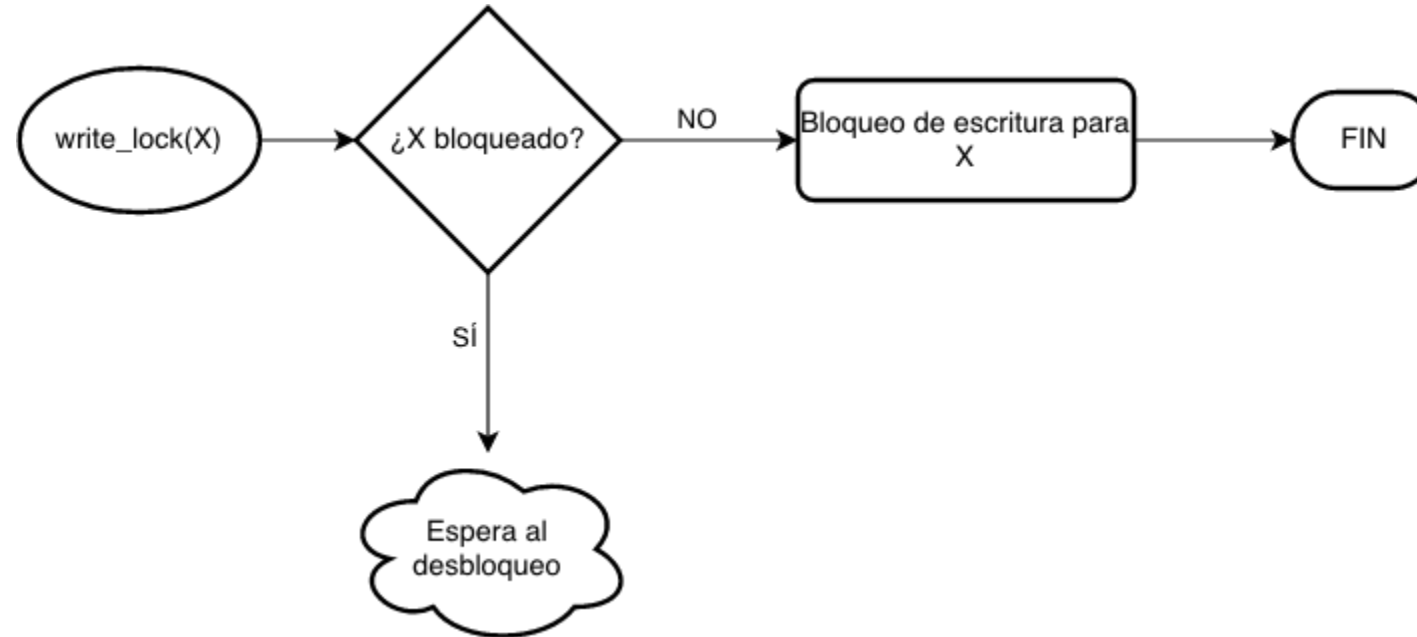 write_lock(X)
¿X bloqueado?
NO
Bloqueo de escritura para
X
FIN
SÍ
Espera al
desbloqueo